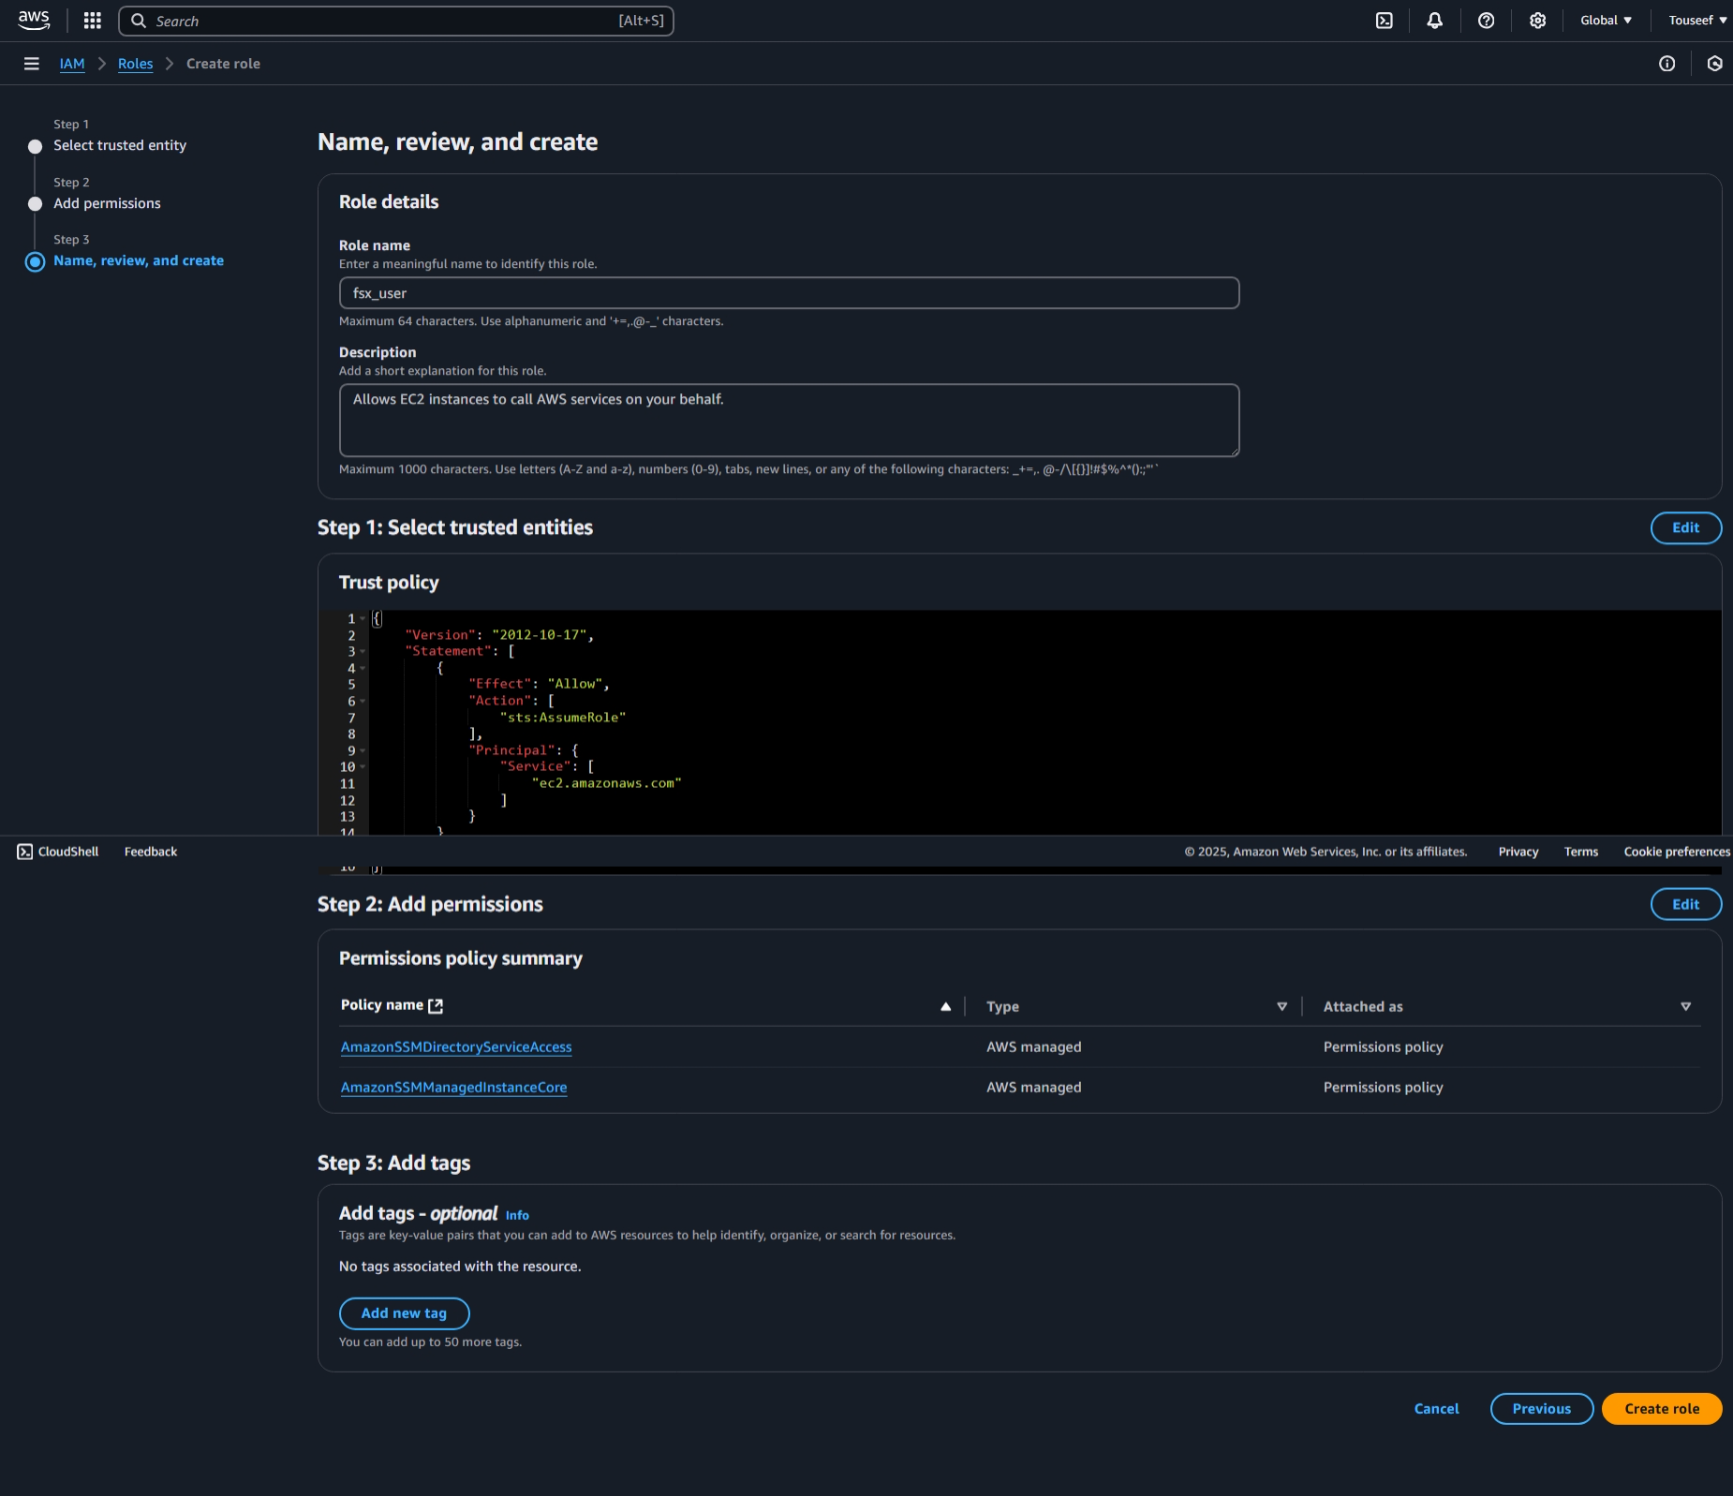 aws
Search [Alt+S]
Global ▼
Touseef ▼
IAM > Roles > Create role
Step 1
Select trusted entity
Step 2
Add permissions
Step 3
Name, review, and create
Name, review, and create
Role details
Role name
Enter a meaningful name to identify this role.
fsx_user
Maximum 64 characters. Use alphanumeric and '+=,.@-_' characters.
Description
Add a short explanation for this role.
Allows EC2 instances to call AWS services on your behalf.
Maximum 1000 characters. Use letters (A-Z and a-z), numbers (0-9), tabs, new lines, or any of the following characters: _+=,. @-/\[{}]!#$%^*();:"'`
Step 1: Select trusted entities
Edit
Trust policy
1 {
2 "Version": "2012-10-17",
3 "Statement": [
4 {
5 "Effect": "Allow",
6 "Action": [
7 "sts:AssumeRole"
8 ],
9 "Principal": {
10 "Service": [
11 "ec2.amazonaws.com"
12 ]
13 }
14 }
CloudShell Feedback © 2025, Amazon Web Services, Inc. or its affiliates. Privacy Terms Cookie preferences
16 }
Step 2: Add permissions
Edit
Permissions policy summary
Policy name Type Attached as
AmazonSSMDirectoryServiceAccess AWS managed Permissions policy
AmazonSSMManagedInstanceCore AWS managed Permissions policy
Step 3: Add tags
Add tags - optional Info
Tags are key-value pairs that you can add to AWS resources to help identify, organize, or search for resources.
No tags associated with the resource.
Add new tag
You can add up to 50 more tags.
Cancel Previous Create role